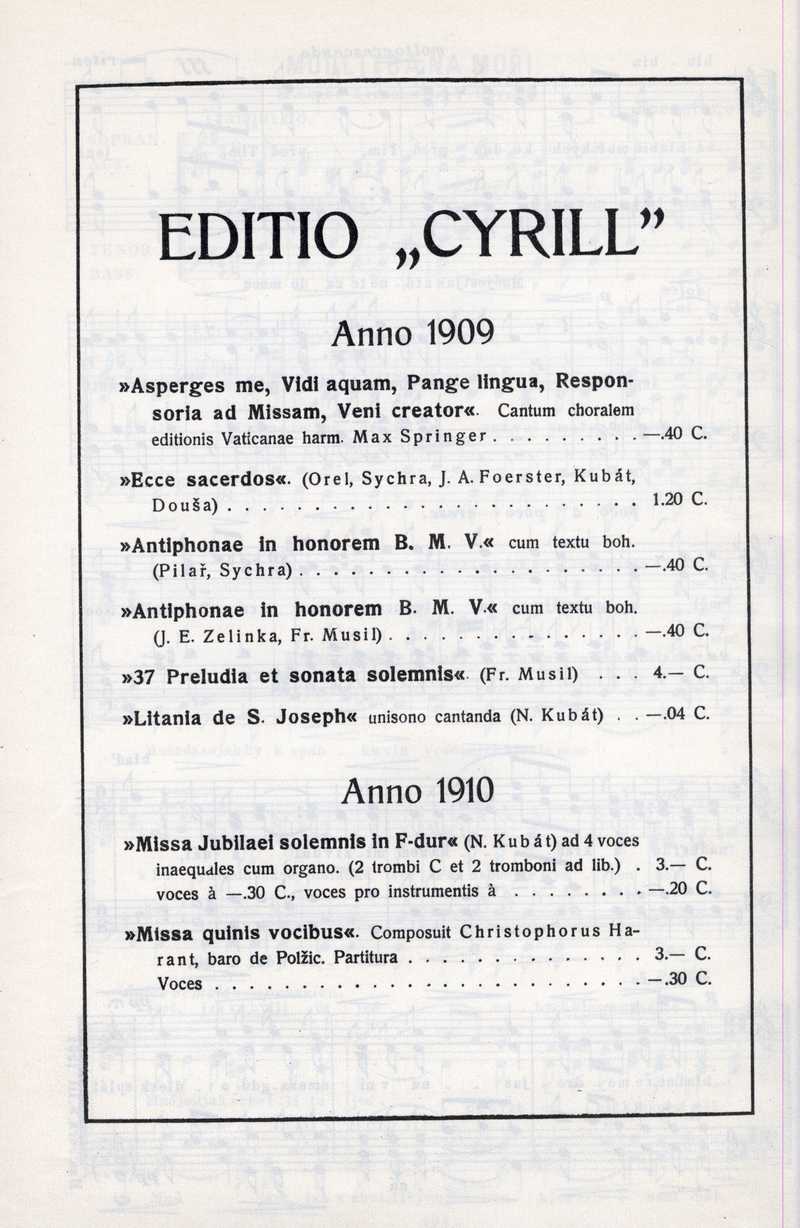 EDITIO „CYRILL”
Anno 1909
»Asperges me, Vidi aquam, Pange lingua, Respon-
soria ad Missam, Veni creator«. Cantum choralem
editionis Vaticanae harm. Max Springer . . . . . . . . . —.40 C.
»Ecce sacerdos«. (Orel, Sychra, J. A. Foerster, Kubát,
Douša) . . . . . . . . . . . . . . . . . . . . . . . . 1.20 C.
»Antiphonae in honorem B. M. V.« cum textu boh.
(Pilař, Sychra) . . . . . . . . . . . . . . . . . . . . —.40 C.
»Antiphonae in honorem B. M. V.« cum textu boh.
(J. E. Zelinka, Fr. Musil) . . . . . . . . . . . . . . . —.40 C.
»37 Preludia et sonata solemnis«. (Fr. Musil) . . . 4.— C.
»Litania de S. Joseph« unisono cantanda (N. Kubát) . . —.04 C.
Anno 1910
»Missa Jubilaei solemnis in F-dur« (N. Kubát) ad 4 voces
inaequales cum organo. (2 trombi C et 2 tromboni ad lib.) . 3.— C.
voces à —.30 C., voces pro instrumentis à . . . . . . . . —.20 C.
»Missa quinis vocibus«. Composuit Christophorus Ha-
rant, baro de Polžic. Partitura . . . . . . . . . . . . . . 3.— C.
Voces . . . . . . . . . . . . . . . . . . . . . . . . . —.30 C.